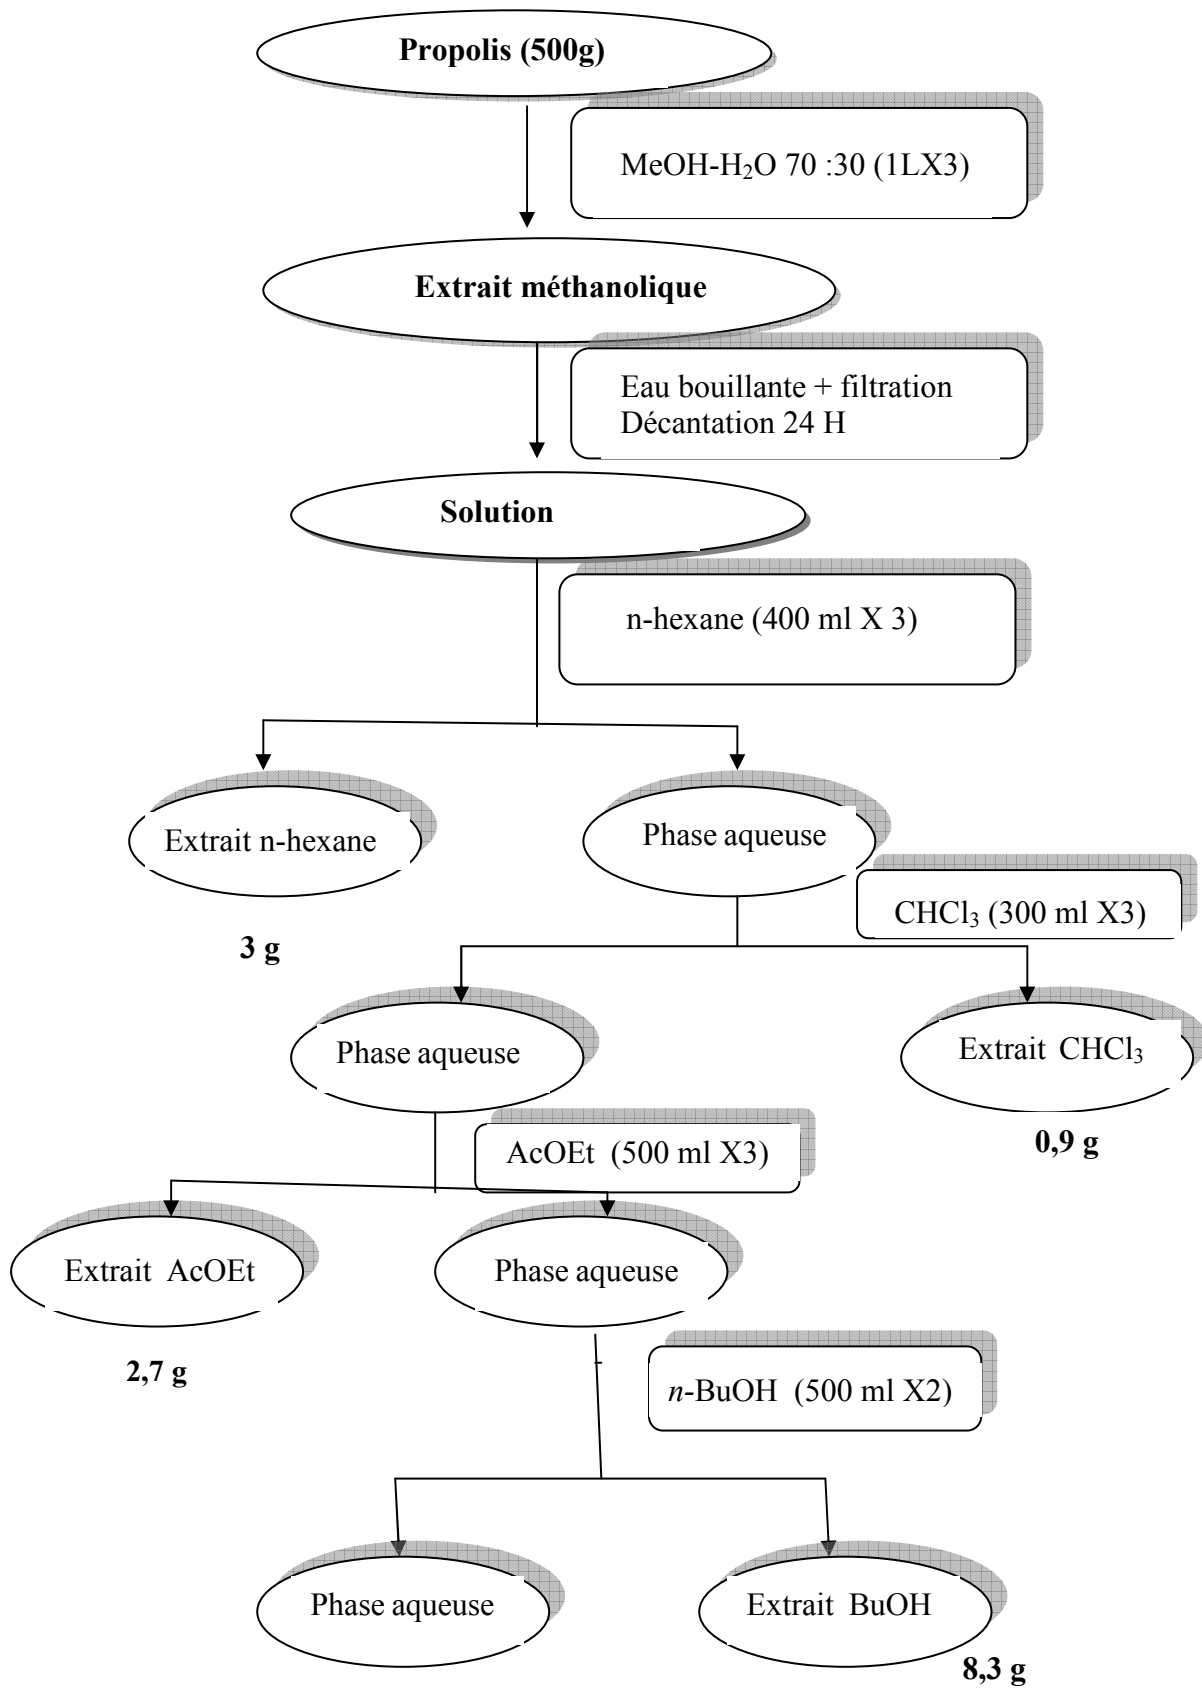 Propolis (500g)
MeOH-H₂O 70 :30 (1LX3)
Extrait méthanolique
Eau bouillante + filtration
Décantation 24 H
Solution
n-hexane (400 ml X 3)
Extrait n-hexane
Phase aqueuse
CHCl₃ (300 ml X3)
3 g
Phase aqueuse
Extrait CHCl₃
0,9 g
AcOEt (500 ml X3)
Extrait AcOEt
Phase aqueuse
2,7 g
n-BuOH (500 ml X2)
Phase aqueuse
Extrait BuOH
8,3 g